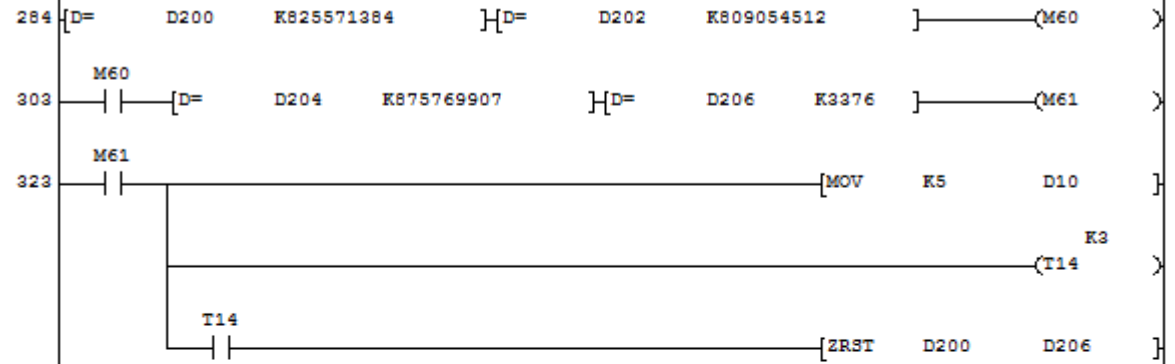 284 [D= D200 K825571384 ][D= D202 K809054512 ] (M60 )
M60
303 [D= D204 K875769907 ][D= D206 K3376 ] (M61 )
M61
323 [MOV K5 D10 ]
K3
(T14 )
T14
[ZRST D200 D206 ]